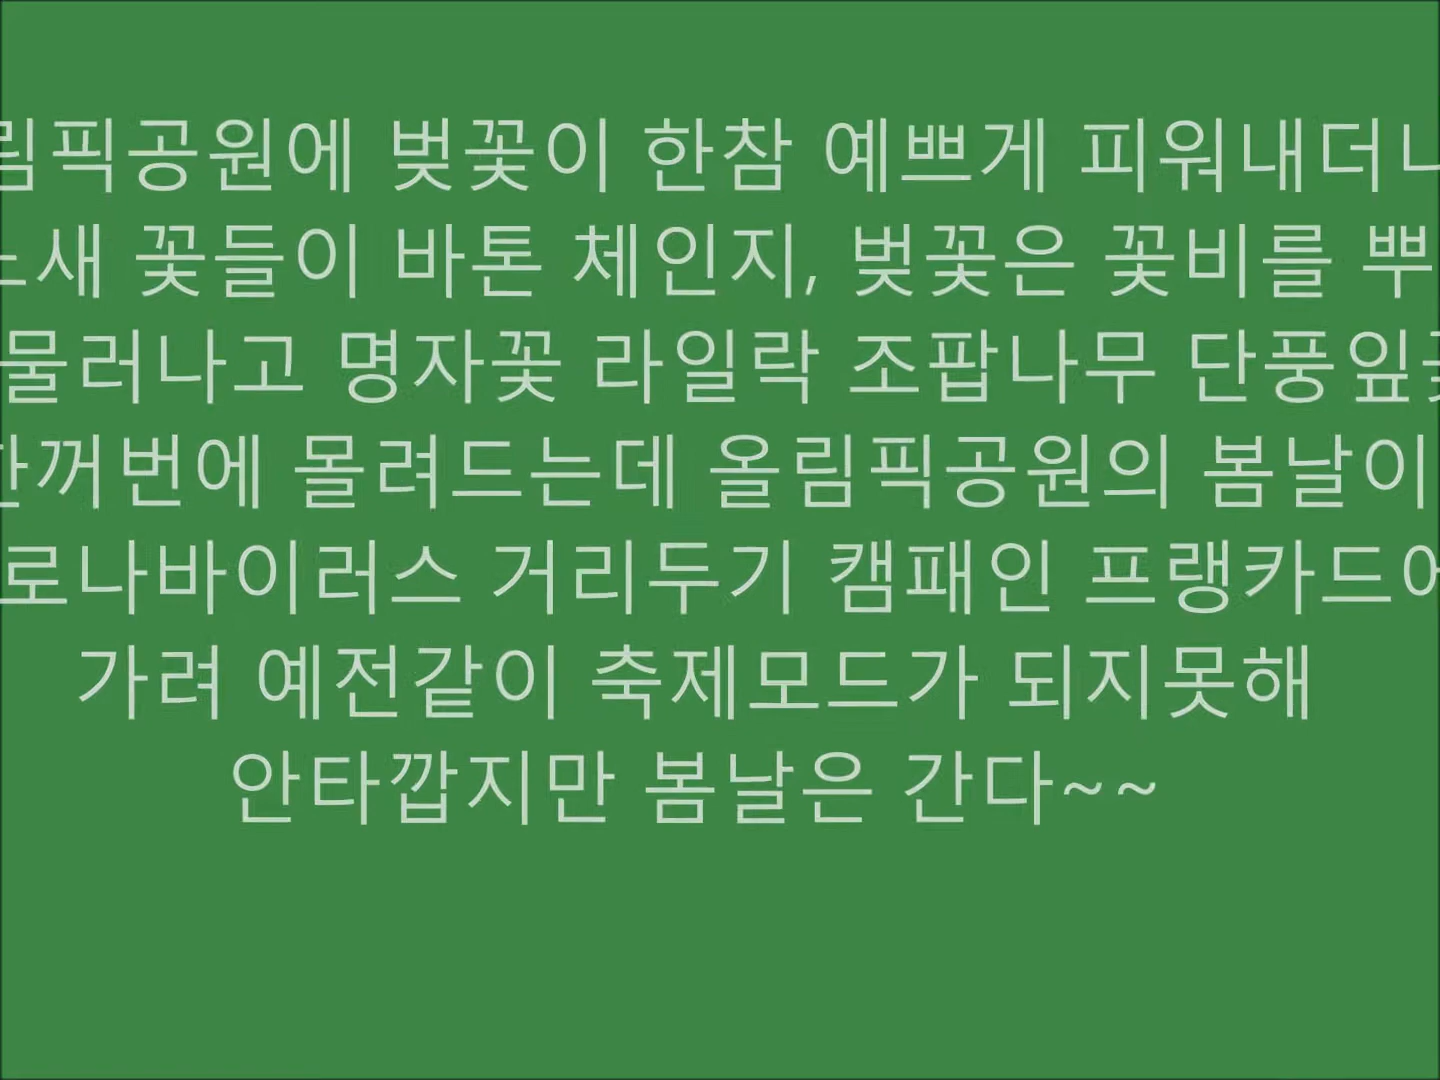 림픽공원에 벚꽃이 한참 예쁘게 피워내더니
느새 꽃들이 바톤 체인지, 벚꽃은 꽃비를 뿌
물러나고 명자꽃 라일락 조팝나무 단풍잎꽃
한꺼번에 몰려드는데 올림픽공원의 봄날이
로나바이러스 거리두기 캠패인 프랭카드에
가려 예전같이 축제모드가 되지못해
안타깝지만 봄날은 간다~~